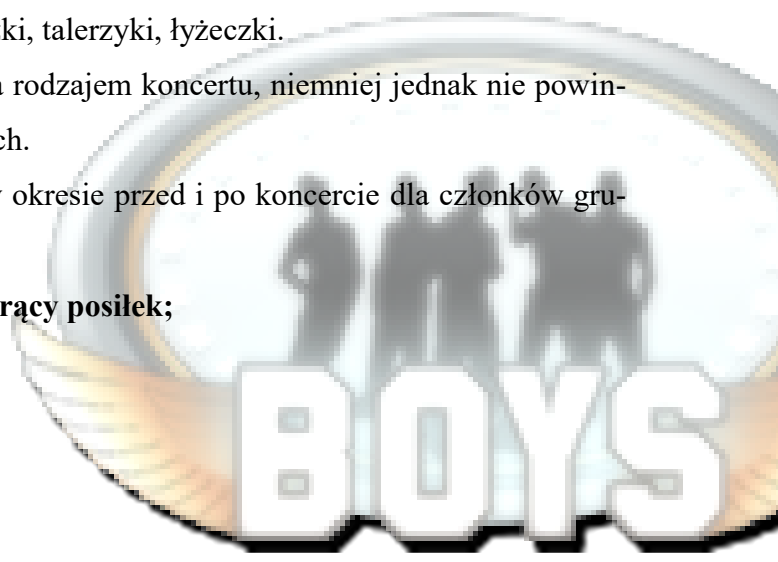 ki, talerzyki, łyżeczki.
rodzajem koncertu, niemniej jednak nie powin-
ch.
okresie przed i po koncercie dla członków gru-
rący posiłek;
BOYS